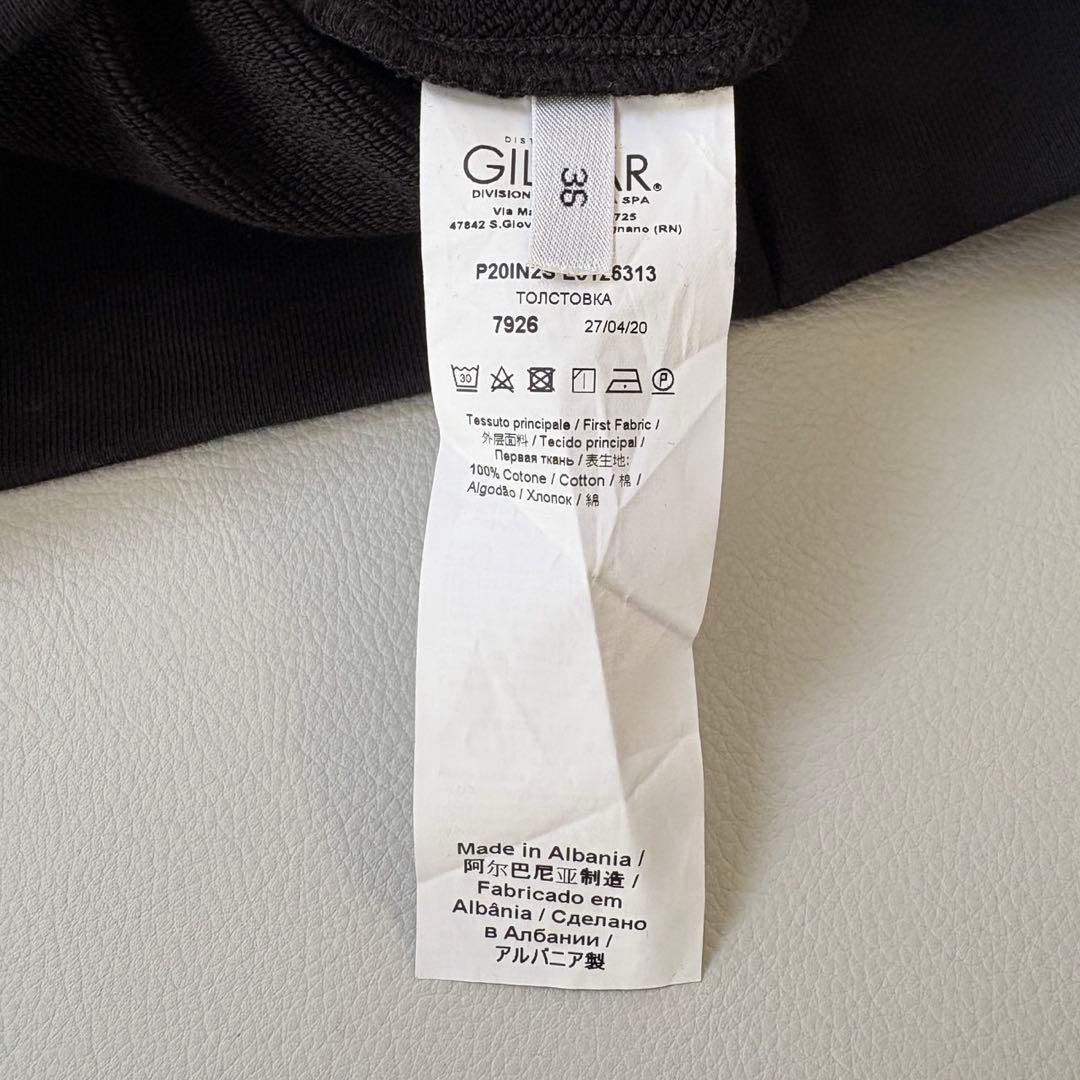 DIST
GIL AR®
DIVISION SPA
Via 725
47842 S. (RN)
36
P20IN2S 6313
ТОЛСТОВКА
7926 27/04/20
30 P
Tessuto principale / First Fabric /
外层面料 / Tecido principal /
Первая ткань / 表生地:
100% Cotone / Cotton / 棉 /
Algodão / Хлопок / 綿
Made in Albania /
阿尔巴尼亚制造 /
Fabricado em
Albânia / Сделано
в Албании /
アルバニア製